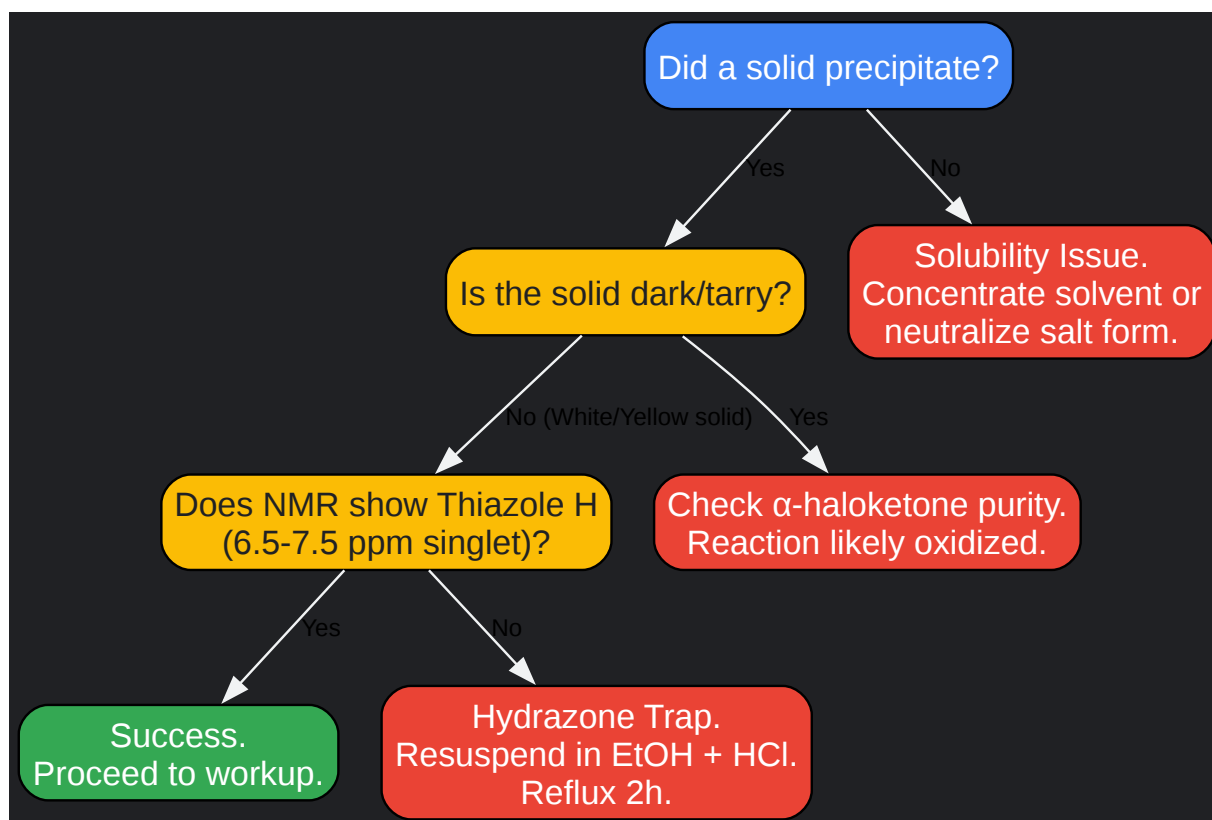 Did a solid precipitate?
Yes
No
Solubility Issue.
Concentrate solvent or
neutralize salt form.
Is the solid dark/tarry?
No (White/Yellow solid)
Yes
Does NMR show Thiazole H
(6.5-7.5 ppm singlet)?
Check α-haloketone purity.
Reaction likely oxidized.
Yes
No
Success.
Proceed to workup.
Hydrazone Trap.
Resuspend in EtOH + HCl.
Reflux 2h.